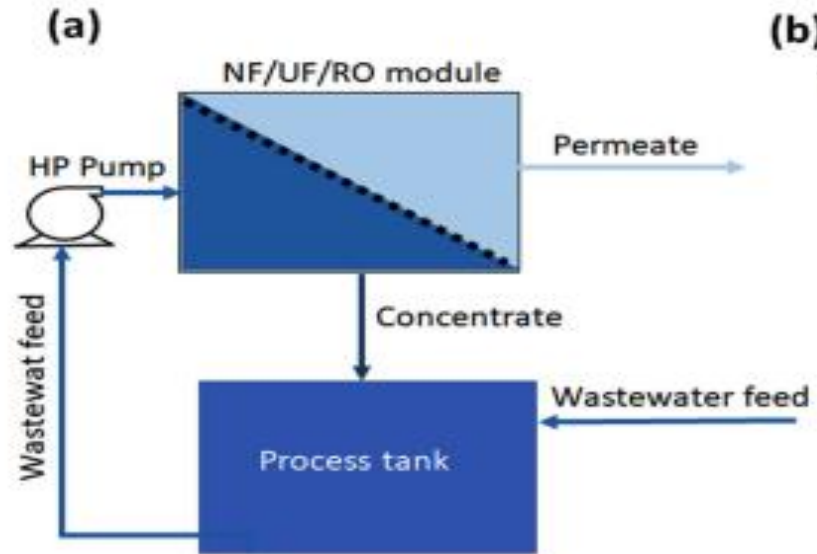 (a)
(b)
NF/UF/RO module
HP Pump
Permeate
Concentrate
Wastewat feed
Wastewater feed
Process tank